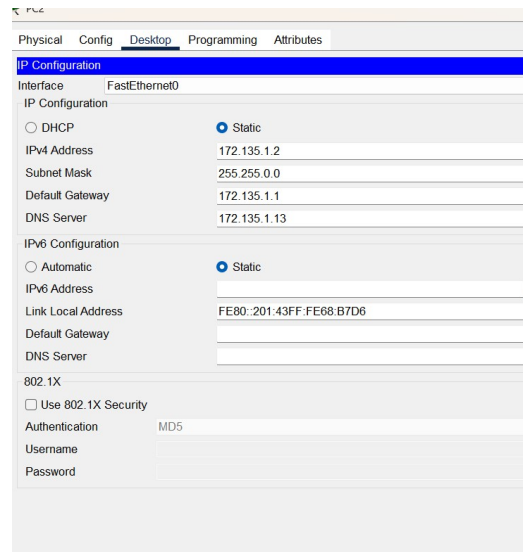 PC2
Physical Config Desktop Programming Attributes
IP Configuration
Interface FastEthernet0
IP Configuration
DHCP Static
IPv4 Address 172.135.1.2
Subnet Mask 255.255.0.0
Default Gateway 172.135.1.1
DNS Server 172.135.1.13
IPv6 Configuration
Automatic Static
IPv6 Address
Link Local Address FE80::201:43FF:FE68:B7D6
Default Gateway
DNS Server
802.1X
Use 802.1X Security
Authentication MD5
Username
Password